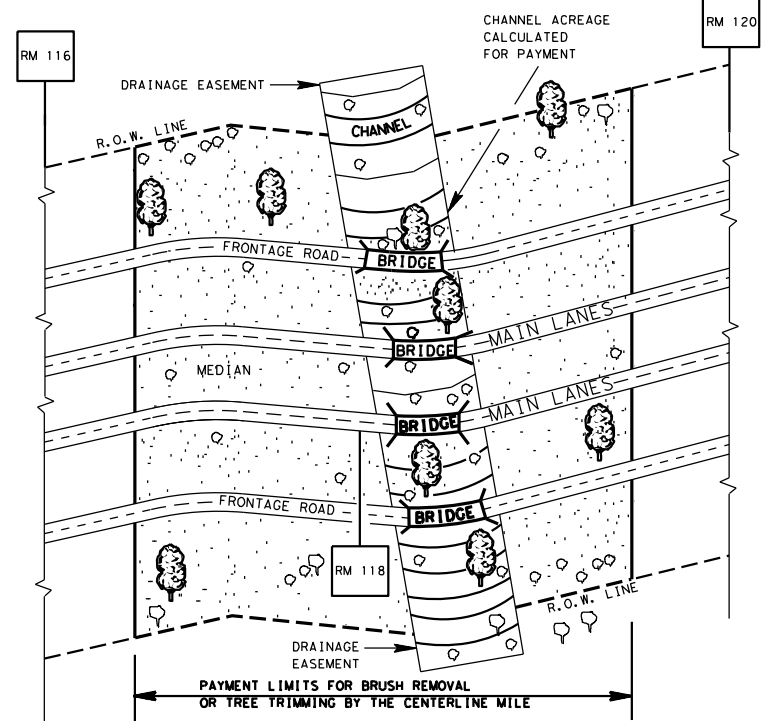 CHANNEL ACREAGE
CALCULATED
FOR PAYMENT
RM 120
RM 116
DRAINAGE EASEMENT
R.O.W. LINE
CHANNEL
FRONTAGE ROAD
BRIDGE
MAIN LANES
BRIDGE
MEDIAN
MAIN LANES
BRIDGE
FRONTAGE ROAD
BRIDGE
RM 118
R.O.W. LINE
DRAINAGE
EASEMENT
PAYMENT LIMITS FOR BRUSH REMOVAL
OR TREE TRIMMING BY THE CENTERLINE MILE